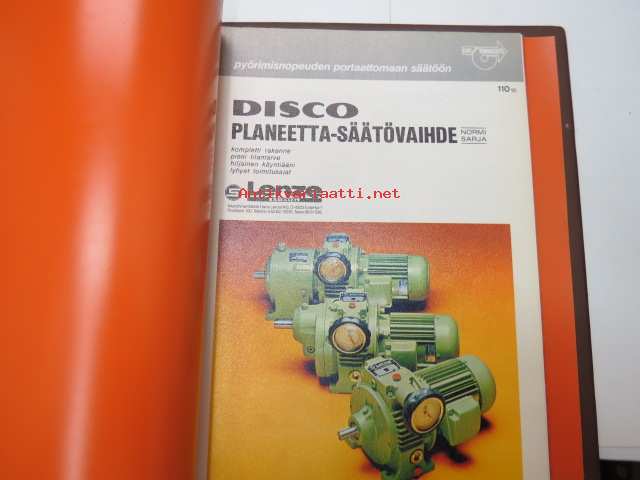 pyörimisnopeuden portaattomaan säätöön
110
DISCO
PLANEETTA-SÄÄTÖVAIHDE NORMI SARJA
kompletti rakenne
pieni tilantarve
hiljainen käyntiääni
lyhyet toimitusajat
Lenze
Antikvariaatti.net